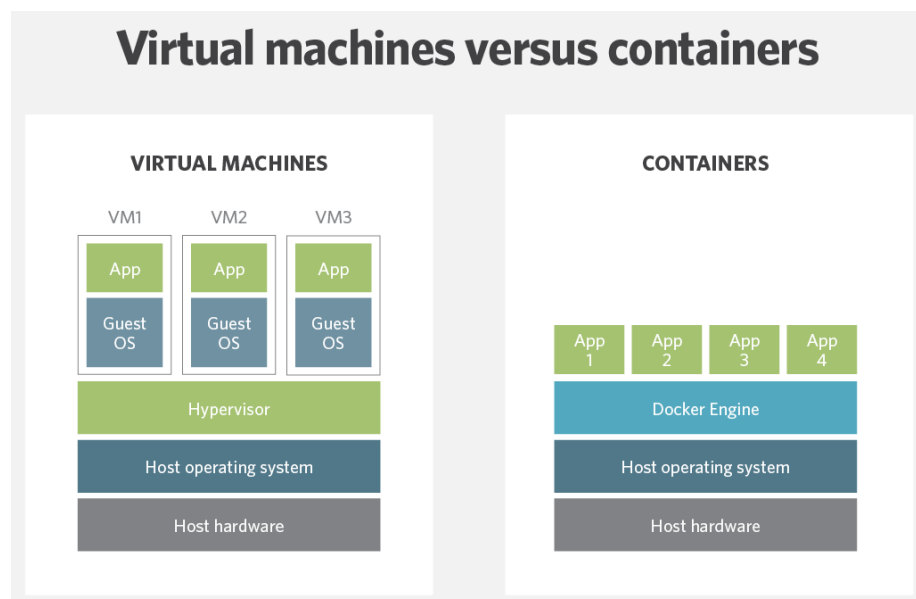 Virtual machines versus containers
VIRTUAL MACHINES
VM1 VM2 VM3
App App App
Guest Guest Guest
OS OS OS
Hypervisor
Host operating system
Host hardware
CONTAINERS
App App App App
1 2 3 4
Docker Engine
Host operating system
Host hardware